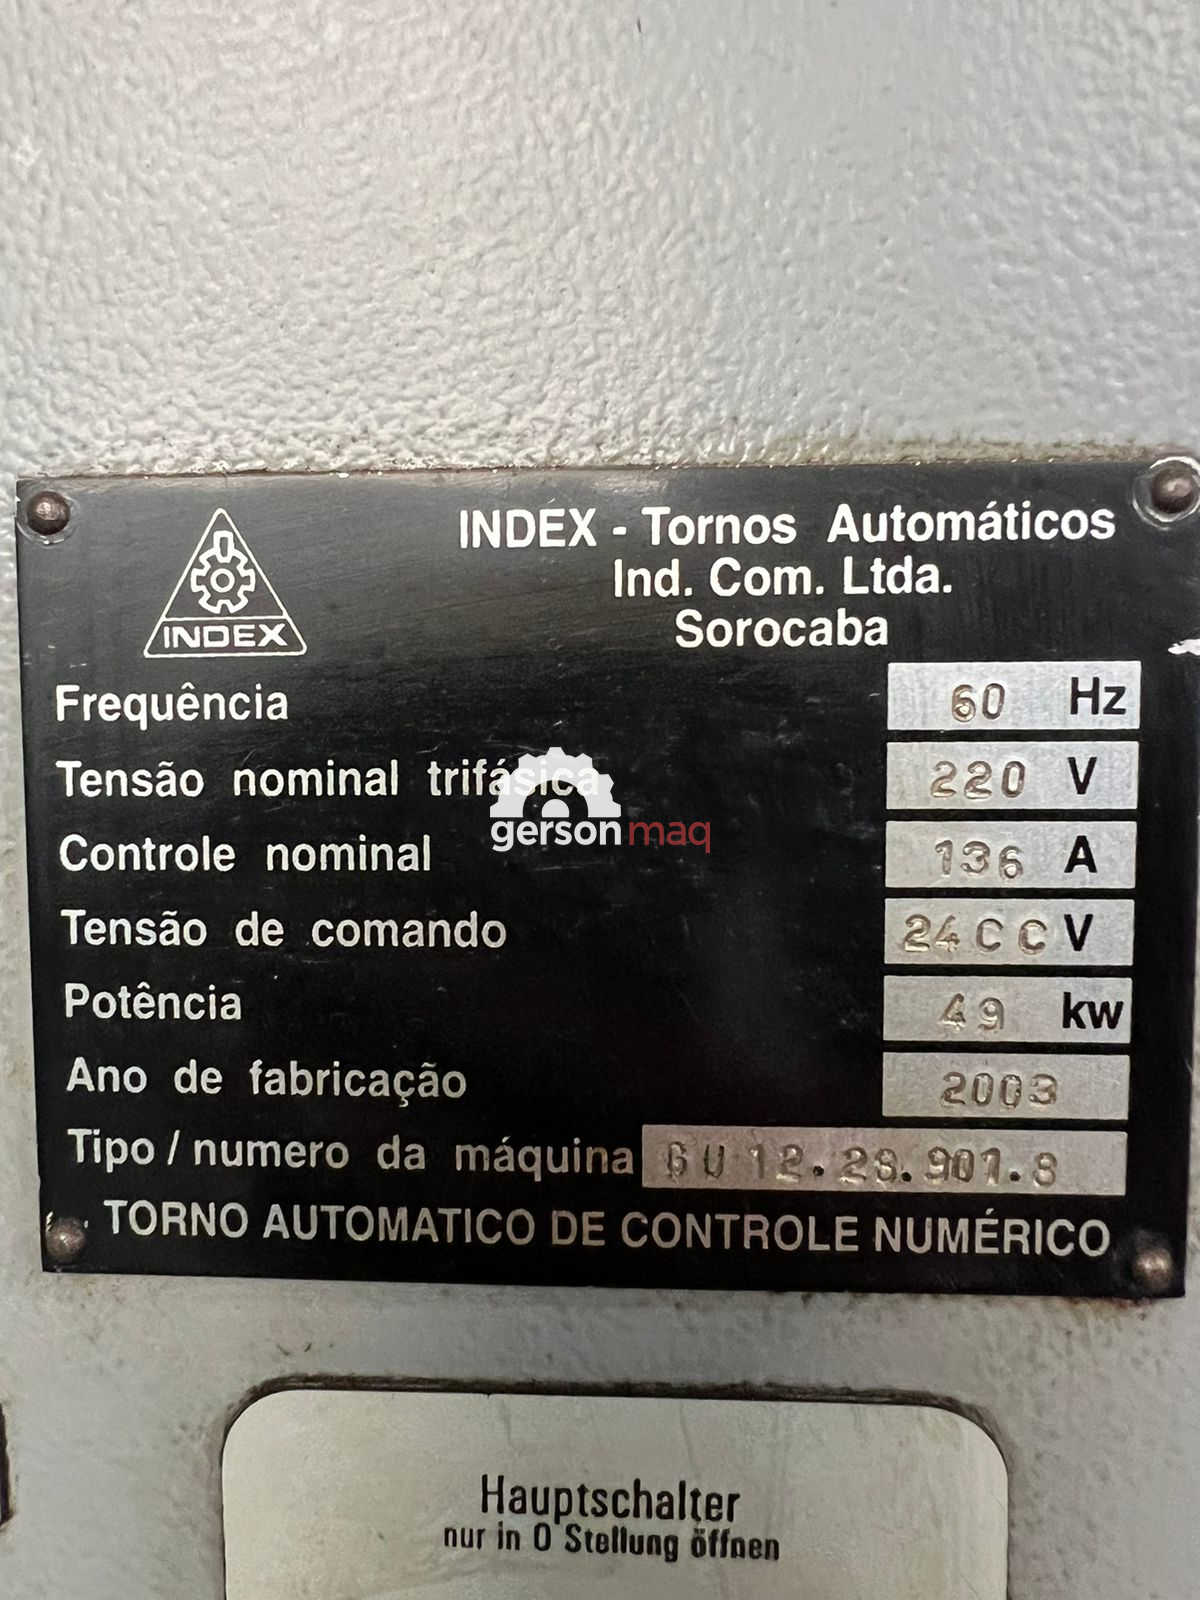 INDEX
INDEX - Tornos Automáticos
Ind. Com. Ltda.
Sorocaba
Frequência 60 Hz
Tensão nominal trifásica 220 V
gersonmaq
Controle nominal 136 A
Tensão de comando 24CC V
Potência 49 kw
Ano de fabricação 2003
Tipo / numero da máquina GU 12.28.901.8
TORNO AUTOMATICO DE CONTROLE NUMÉRICO
Hauptschalter
nur in 0 Stellung öffnen